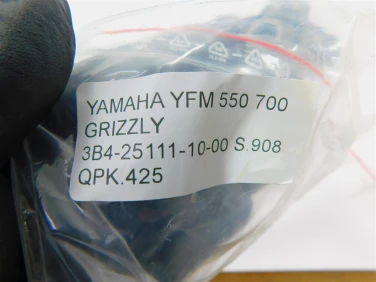 YAMAHA YFM 550 700
GRIZZLY
3B4-25111-10-00 S.908
QPK.425